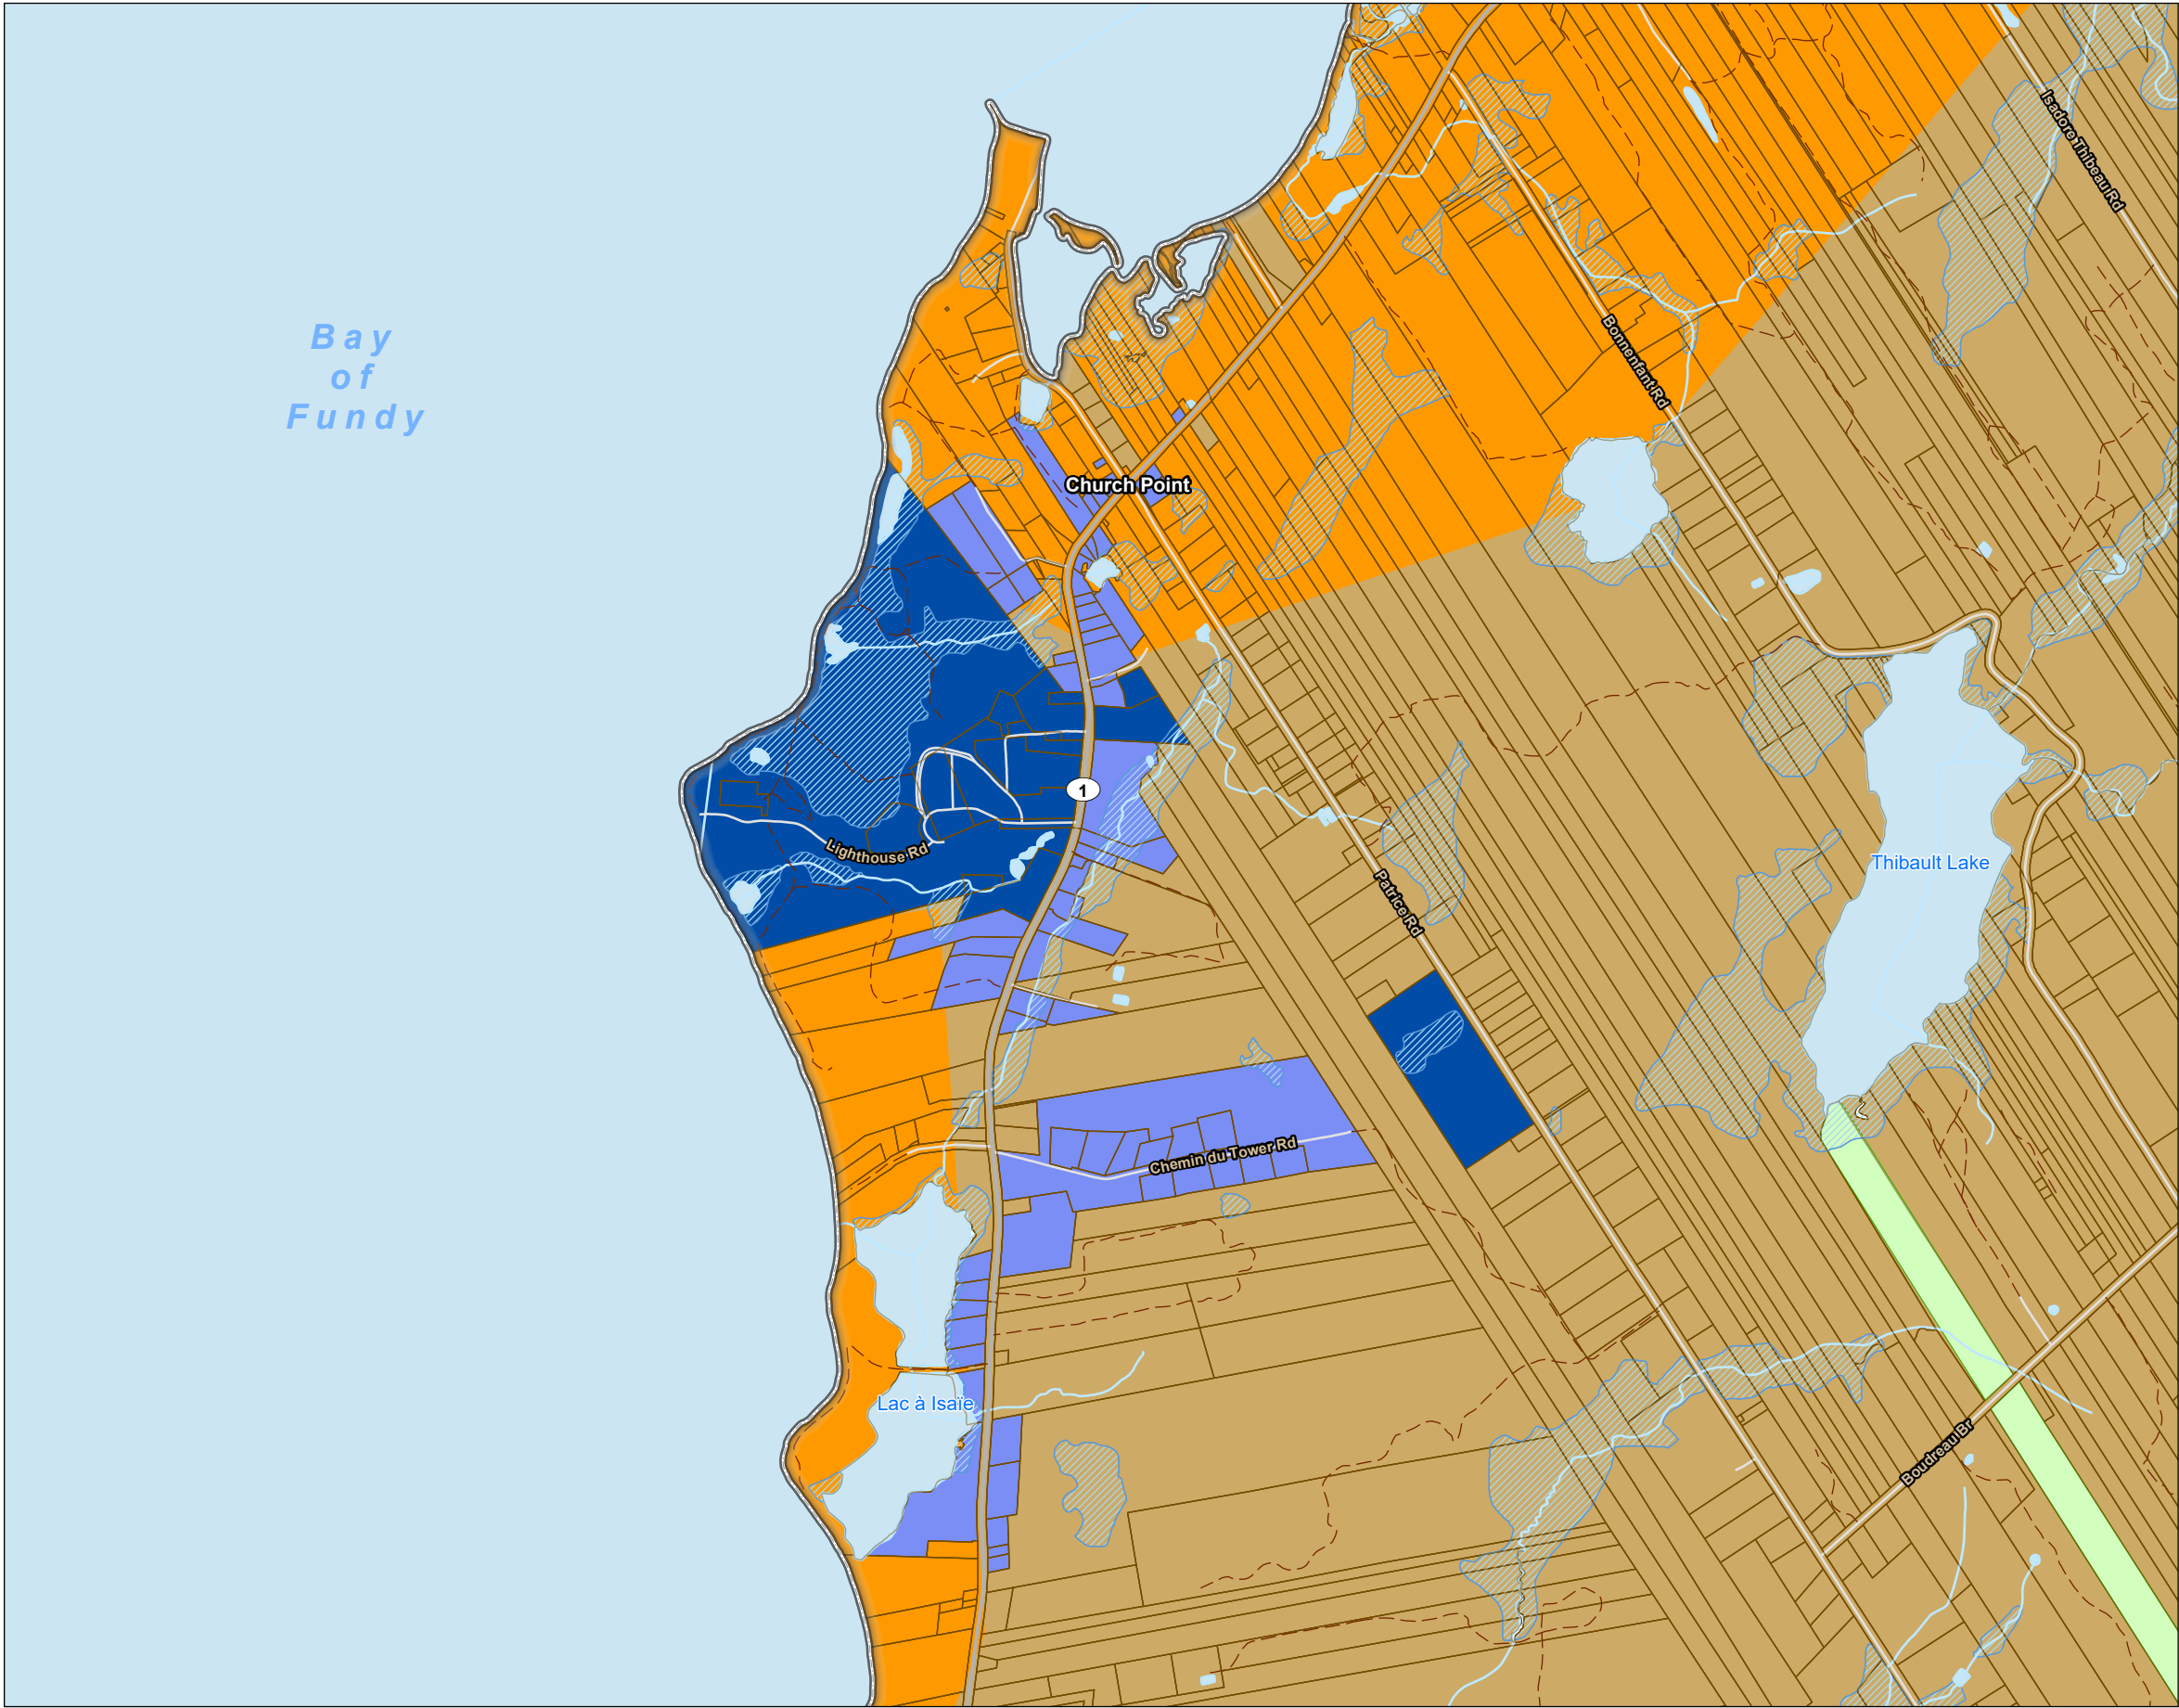 Isadore Thibeau Rd
Bay
of
Fundy
Bonnenfant Rd
Church Point
1
Lighthouse Rd
Thibault Lake
Patrice Rd
Chemin du Tower Rd
Lac à Isaïe
Boudreau Br